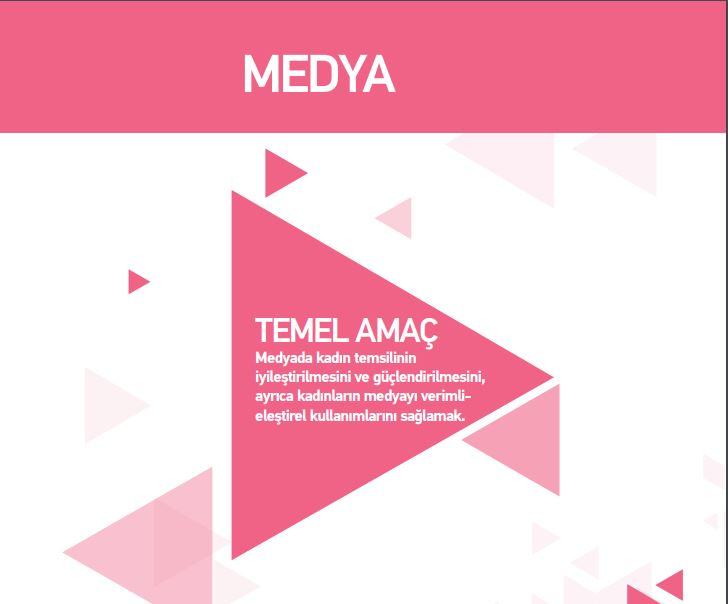 MEDYA
TEMEL AMAÇ
Medyada kadın temsilinin
iyileştirilmesini ve güçlendirilmesini,
ayrıca kadınların medyayı verimli-
eleştirel kullanımlarını sağlamak.